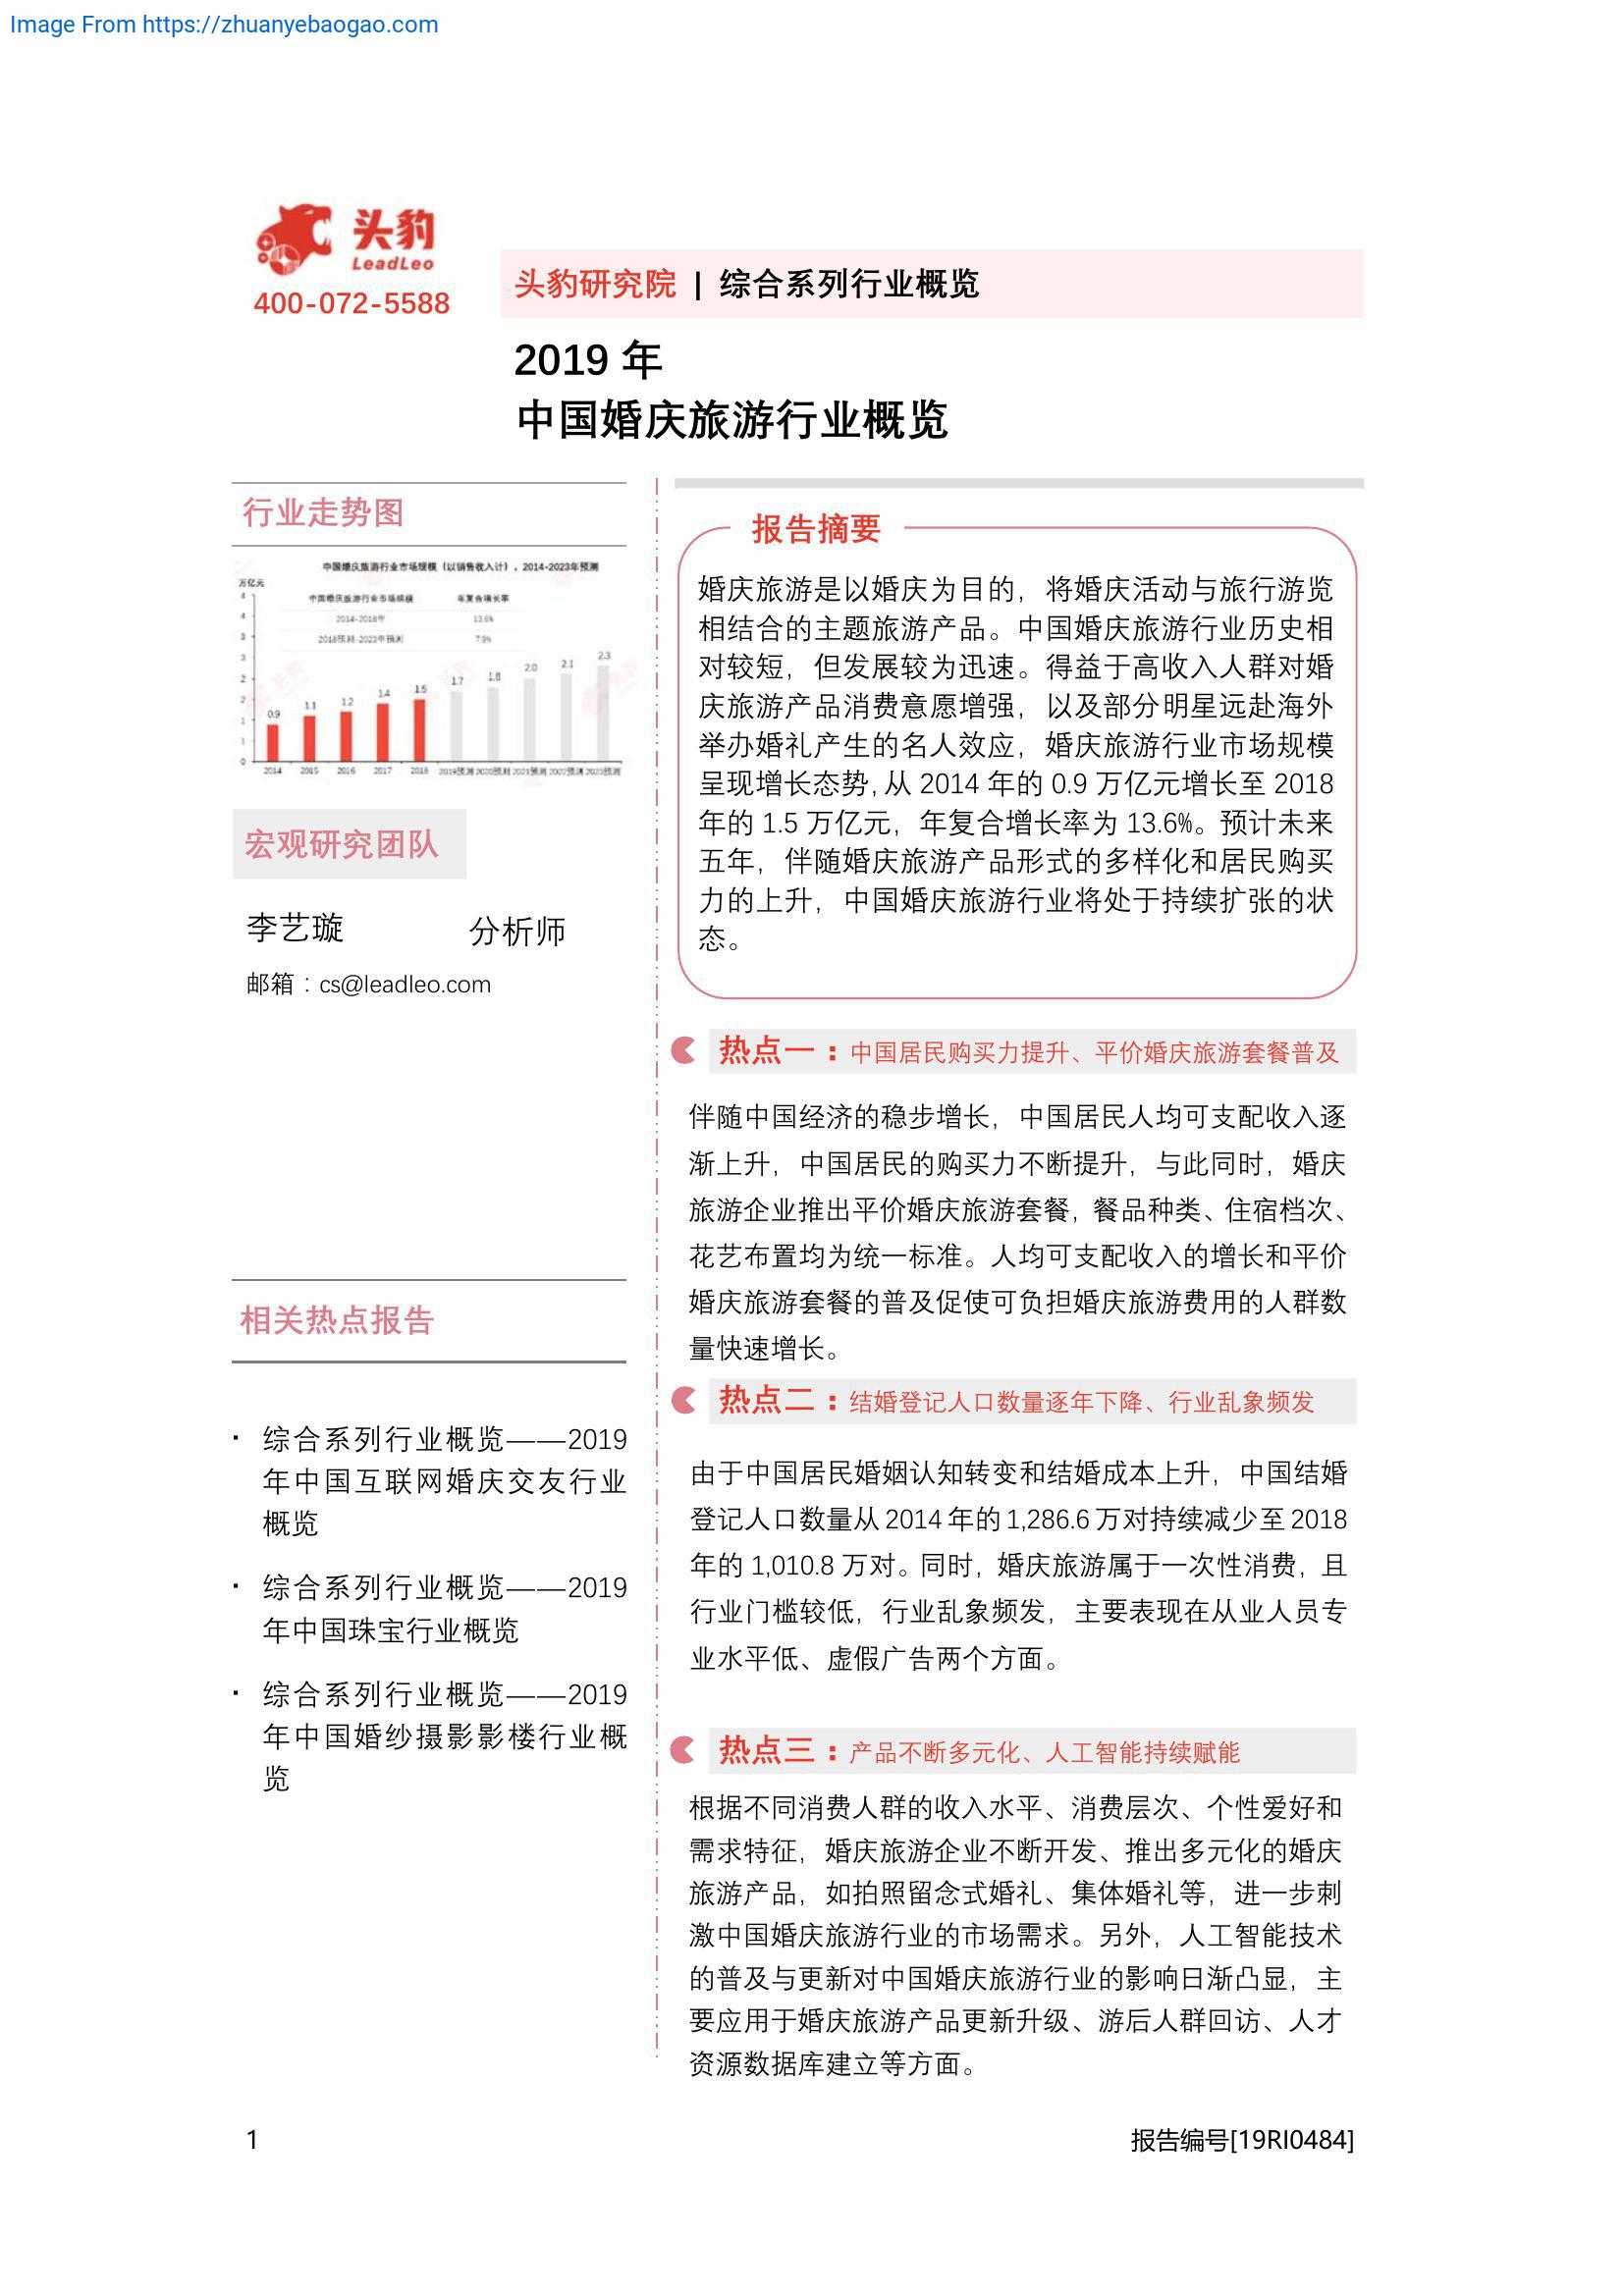 Image From https://zhuanyebaogao.com
头豹
LeadLeo
400-072-5588
头豹研究院 | 综合系列行业概览
2019 年
中国婚庆旅游行业概览
行业走势图
中国婚庆旅游行业市场规模（以销售收入计），2014-2023年预测
万亿元
中国婚庆旅游行业市场规模 年复合增长率
2014-2018年 13.6%
2018预测-2023年预测 7.9%
4
4
3
3
2
2
1
1
0
0.9 1.1 1.2 1.4 1.5 1.7 1.8 2.0 2.1 2.3
2014 2015 2016 2017 2018 2019预测 2020预测 2021预测 2022预测 2023预测
宏观研究团队
李艺璇 分析师
邮箱：cs@leadleo.com
相关热点报告
· 综合系列行业概览——2019
年中国互联网婚庆交友行业
概览
· 综合系列行业概览——2019
年中国珠宝行业概览
· 综合系列行业概览——2019
年中国婚纱摄影影楼行业概
览
报告摘要
婚庆旅游是以婚庆为目的，将婚庆活动与旅行游览
相结合的主题旅游产品。中国婚庆旅游行业历史相
对较短，但发展较为迅速。得益于高收入人群对婚
庆旅游产品消费意愿增强，以及部分明星远赴海外
举办婚礼产生的名人效应，婚庆旅游行业市场规模
呈现增长态势，从 2014 年的 0.9 万亿元增长至 2018
年的 1.5 万亿元，年复合增长率为 13.6%。预计未来
五年，伴随婚庆旅游产品形式的多样化和居民购买
力的上升，中国婚庆旅游行业将处于持续扩张的状
态。
热点一：中国居民购买力提升、平价婚庆旅游套餐普及
伴随中国经济的稳步增长，中国居民人均可支配收入逐
渐上升，中国居民的购买力不断提升，与此同时，婚庆
旅游企业推出平价婚庆旅游套餐，餐品种类、住宿档次、
花艺布置均为统一标准。人均可支配收入的增长和平价
婚庆旅游套餐的普及促使可负担婚庆旅游费用的人群数
量快速增长。
热点二：结婚登记人口数量逐年下降、行业乱象频发
由于中国居民婚姻认知转变和结婚成本上升，中国结婚
登记人口数量从 2014 年的 1,286.6 万对持续减少至 2018
年的 1,010.8 万对。同时，婚庆旅游属于一次性消费，且
行业门槛较低，行业乱象频发，主要表现在从业人员专
业水平低、虚假广告两个方面。
热点三：产品不断多元化、人工智能持续赋能
根据不同消费人群的收入水平、消费层次、个性爱好和
需求特征，婚庆旅游企业不断开发、推出多元化的婚庆
旅游产品，如拍照留念式婚礼、集体婚礼等，进一步刺
激中国婚庆旅游行业的市场需求。另外，人工智能技术
的普及与更新对中国婚庆旅游行业的影响日渐凸显，主
要应用于婚庆旅游产品更新升级、游后人群回访、人才
资源数据库建立等方面。
1
报告编号[19RI0484]